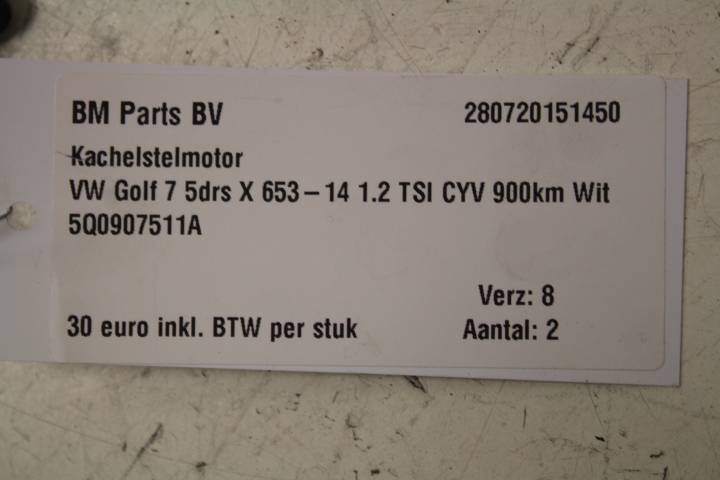 BM Parts BV 280720151450
Kachelstelmotor
VW Golf 7 5drs X 653-14 1.2 TSI CYV 900km Wit
5Q0907511A
Verz: 8
30 euro inkl. BTW per stuk Aantal: 2